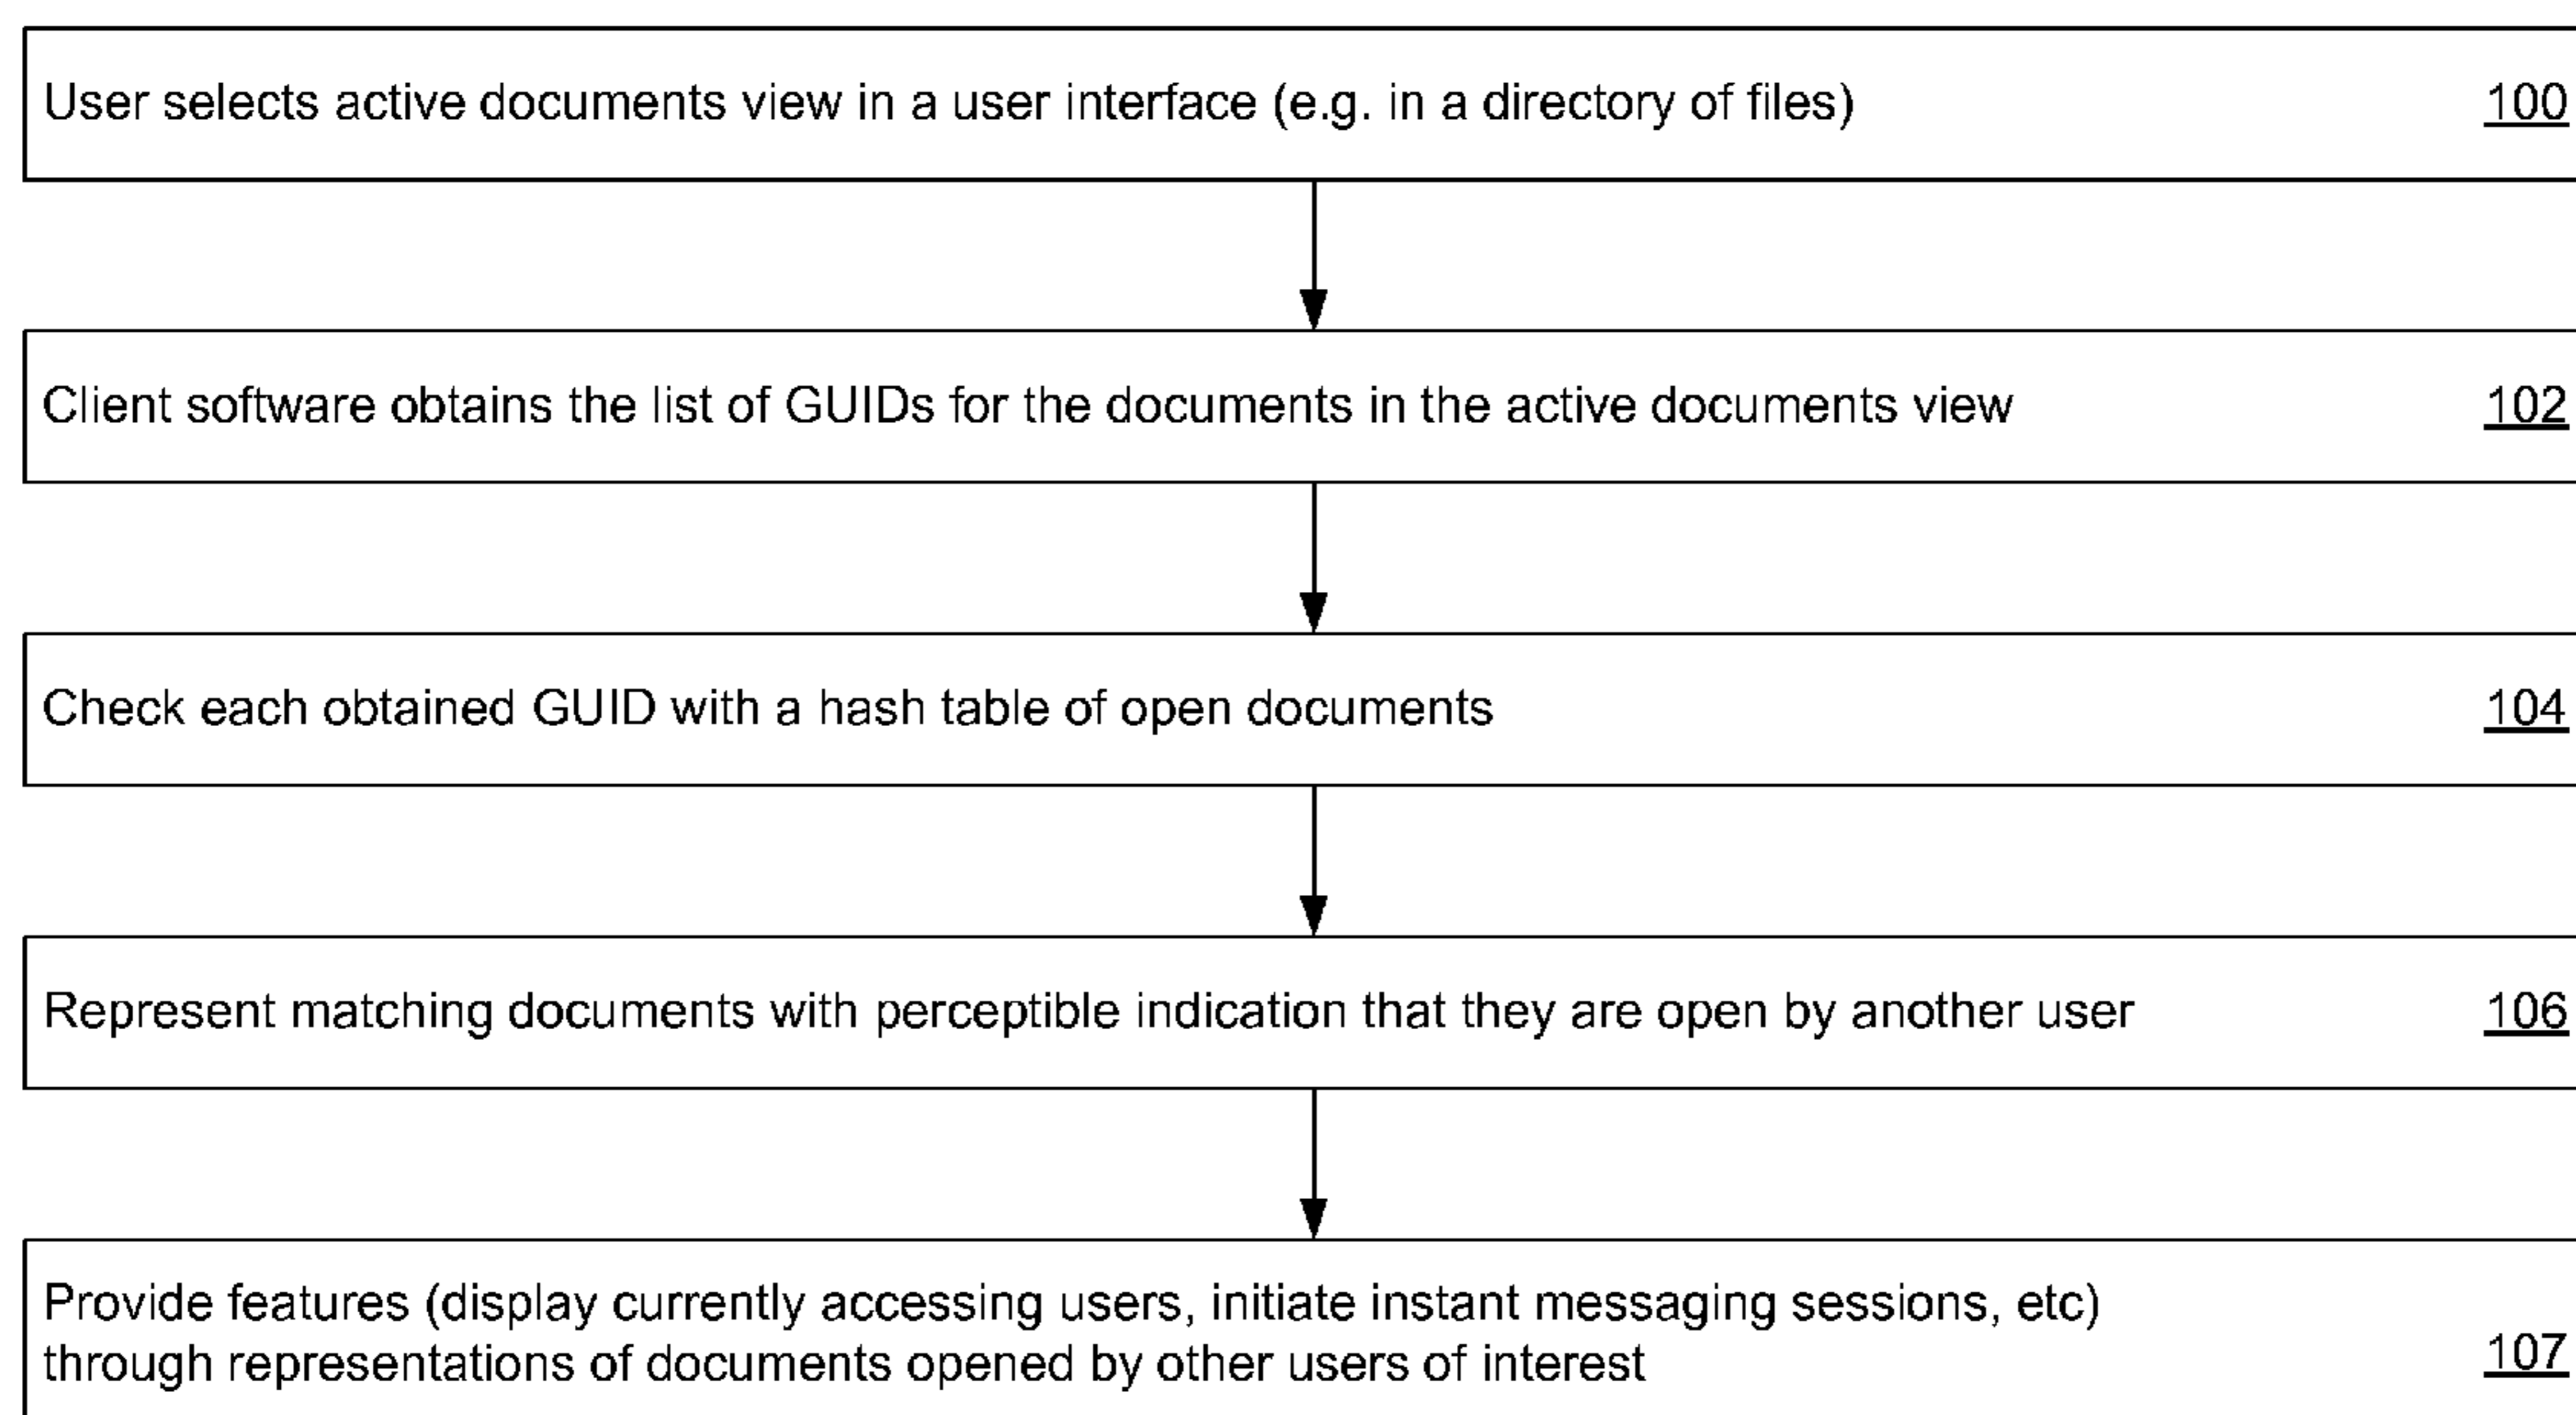 User selects active documents view in a user interface (e.g. in a directory of files) 100
Client software obtains the list of GUIDs for the documents in the active documents view 102
Check each obtained GUID with a hash table of open documents 104
Represent matching documents with perceptible indication that they are open by another user 106
Provide features (display currently accessing users, initiate instant messaging sessions, etc)
through representations of documents opened by other users of interest 107